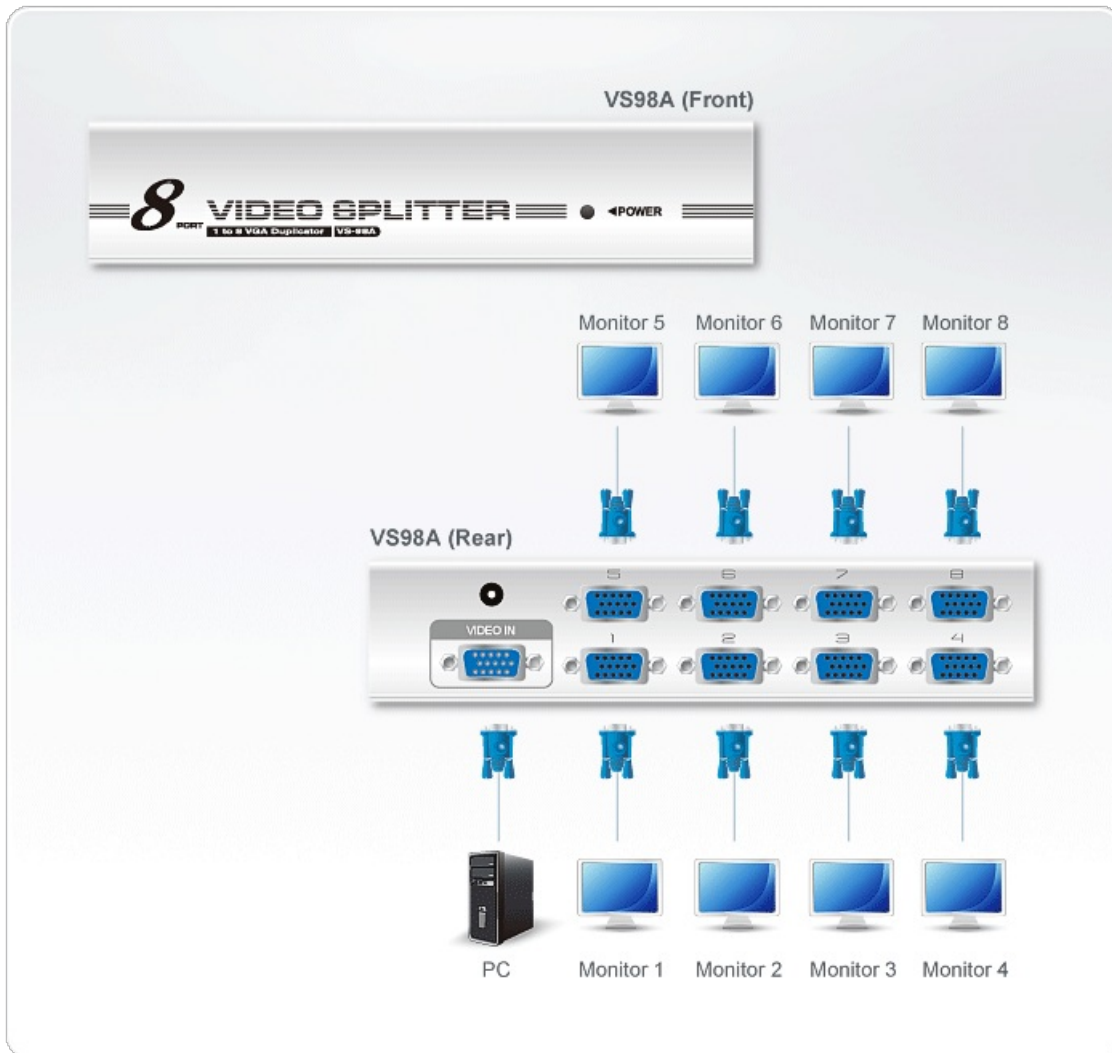 VS98A (Front)
8 PORT VIDEO SPLITTER ◄POWER
1 to 8 VGA Duplicator VS-98A
Monitor 5 Monitor 6 Monitor 7 Monitor 8
VS98A (Rear)
5 6 7 8
VIDEO IN
1 2 3 4
PC Monitor 1 Monitor 2 Monitor 3 Monitor 4